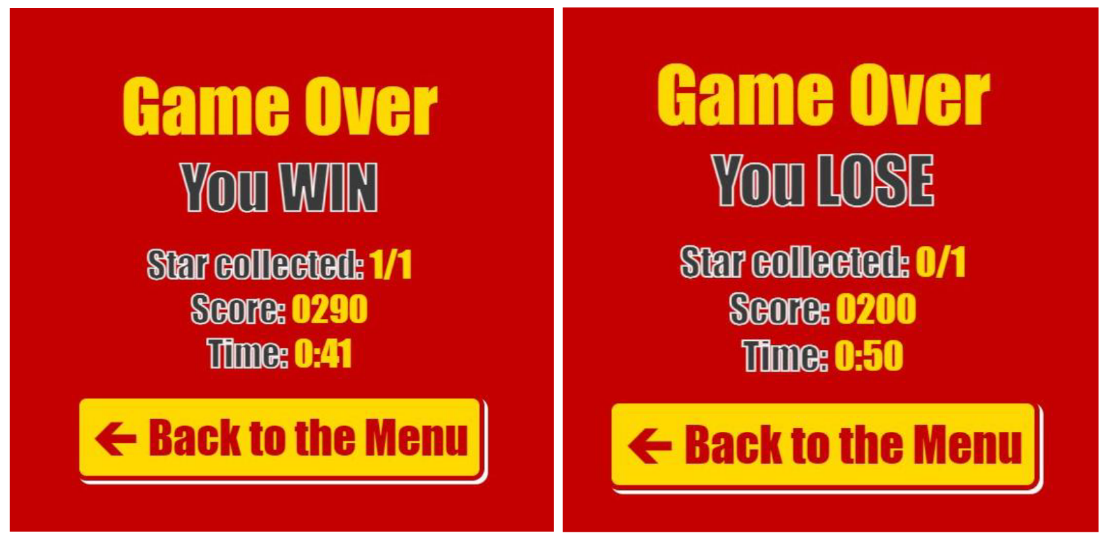 Game Over
You WIN
Star collected: 1/1
Score: 0290
Time: 0:41
← Back to the Menu
Game Over
You LOSE
Star collected: 0/1
Score: 0200
Time: 0:50
← Back to the Menu